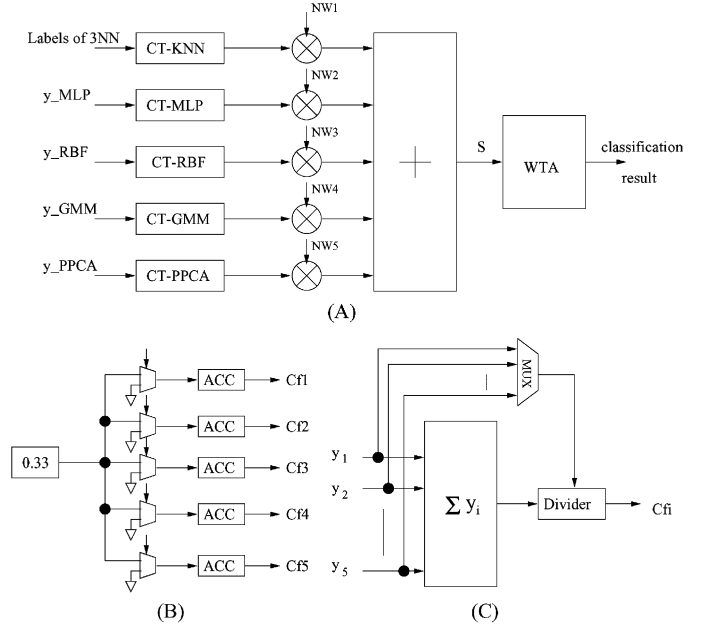 NW1
Labels of 3NN
CT-KNN
NW2
y_MLP
CT-MLP
NW3
y_RBF
CT-RBF
S
WTA
classification
result
NW4
y_GMM
CT-GMM
NW5
y_PPCA
CT-PPCA
(A)
ACC
Cf1
ACC
Cf2
0.33
ACC
Cf3
ACC
Cf4
ACC
Cf5
(B)
MUX
y1
y2
Σ yi
Divider
Cfi
y5
(C)